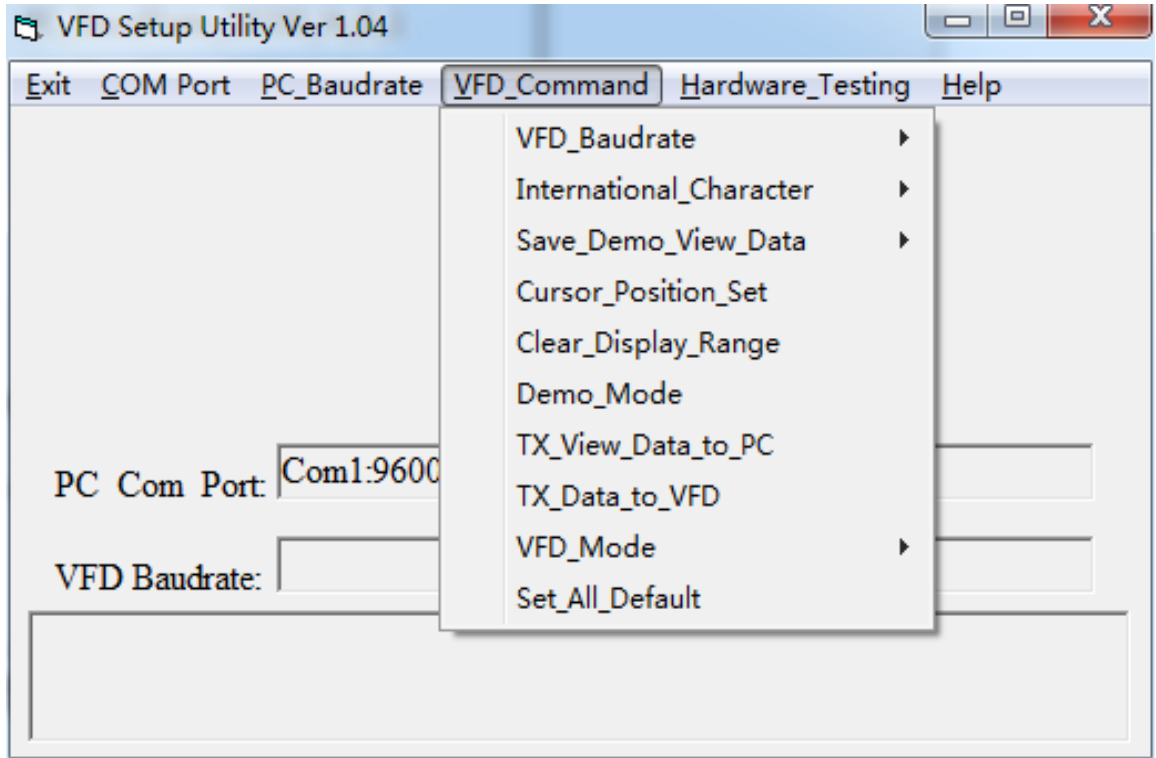 VFD Setup Utility Ver 1.04
Exit COM Port PC_Baudrate VFD_Command Hardware_Testing Help
VFD_Baudrate
International_Character
Save_Demo_View_Data
Cursor_Position_Set
Clear_Display_Range
Demo_Mode
TX_View_Data_to_PC
TX_Data_to_VFD
VFD_Mode
Set_All_Default
PC Com Port: Com1:9600
VFD Baudrate: